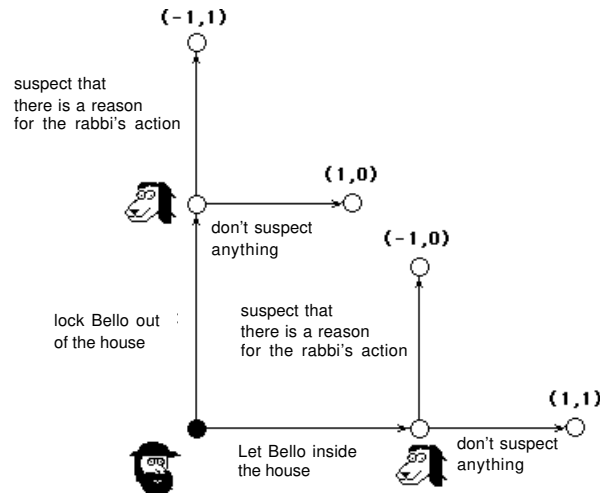 (-1,1)
suspect that
there is a reason
for the rabbi's action
(1,0)
don't suspect
anything
(-1,0)
lock Bello out :
of the house
suspect that
there is a reason
for the rabbi's action
(1,1)
Let Bello inside
the house
don't suspect
anything